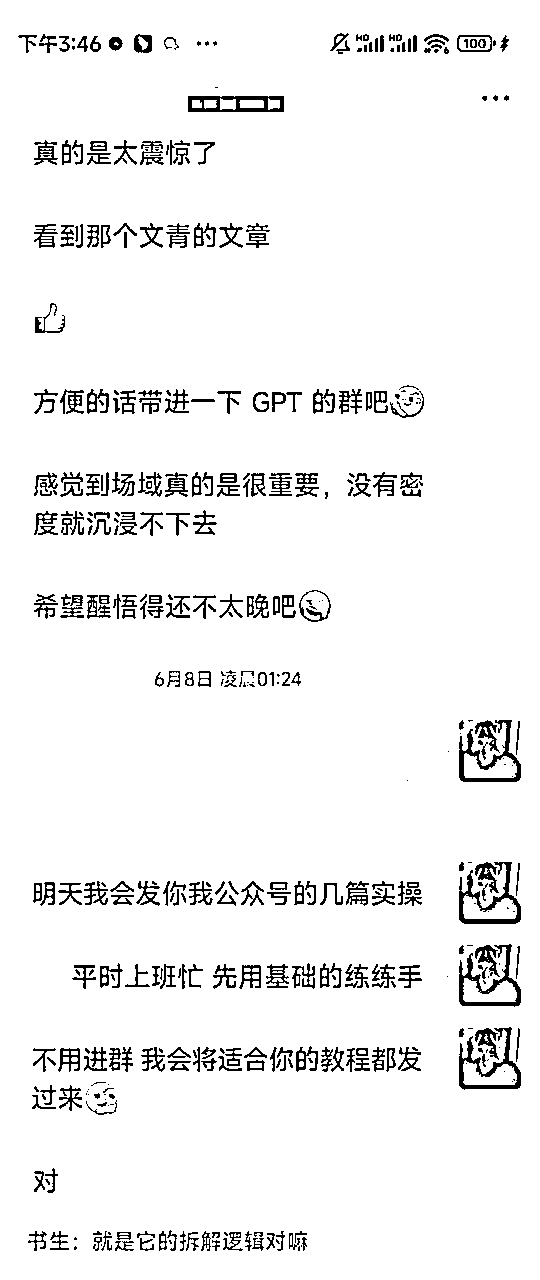 下午3:46
100
真的是太震惊了
看到那个文青的文章
方便的话带进一下 GPT 的群吧
感觉到场域真的是很重要，没有密
度就沉浸不下去
希望醒悟得还不太晚吧
6月8日 凌晨01:24
明天我会发你我公众号的几篇实操
平时上班忙 先用基础的练练手
不用进群 我会将适合你的教程都发
过来
对
书生：就是它的拆解逻辑对嘛